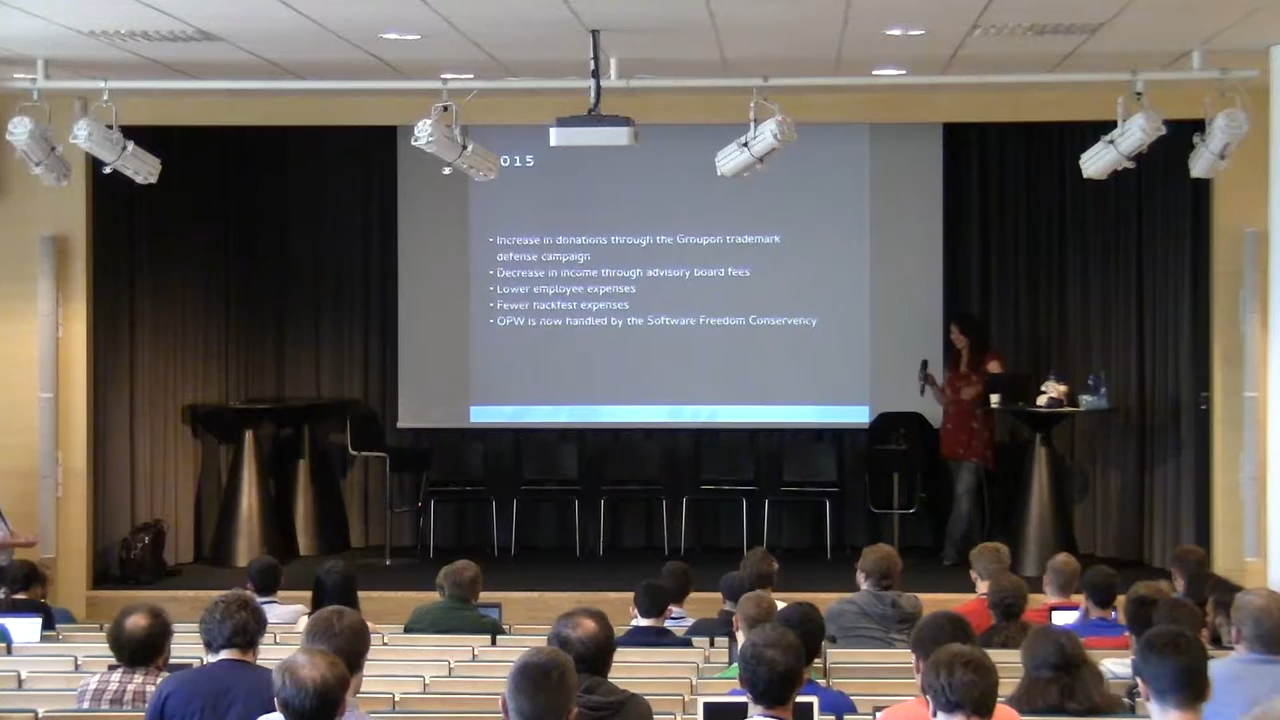 015
- Increase in donations through the Groupon trademark
defense campaign
- Decrease in income through advisory board fees
- Lower employee expenses
- Fewer hackfest expenses
- OPW is now handled by the Software Freedom Conservancy